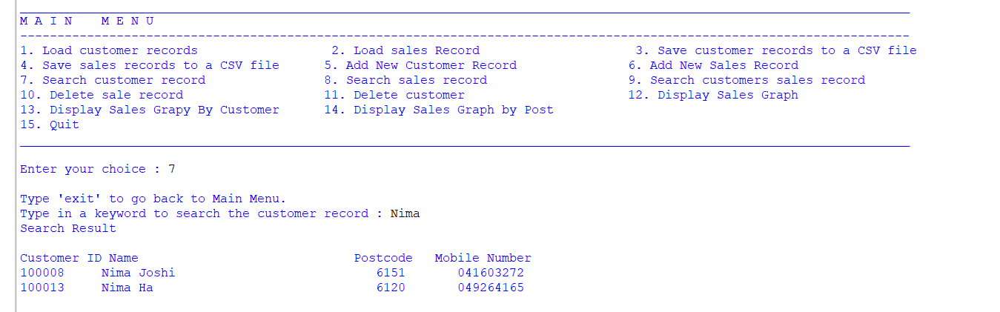 M A I N    M E N U
1. Load customer records    2. Load sales Record    3. Save customer records to a CSV file
4. Save sales records to a CSV file    5. Add New Customer Record    6. Add New Sales Record
7. Search customer record    8. Search sales record    9. Search customers sales record
10. Delete sale record    11. Delete customer    12. Display Sales Graph
13. Display Sales Grapy By Customer    14. Display Sales Graph by Post
15. Quit
Enter your choice : 7
Type 'exit' to go back to Main Menu.
Type in a keyword to search the customer record : Nima
Search Result
Customer ID Name    Postcode    Mobile Number
100008    Nima Joshi    6151    041603272
100013    Nima Ha    6120    049264165